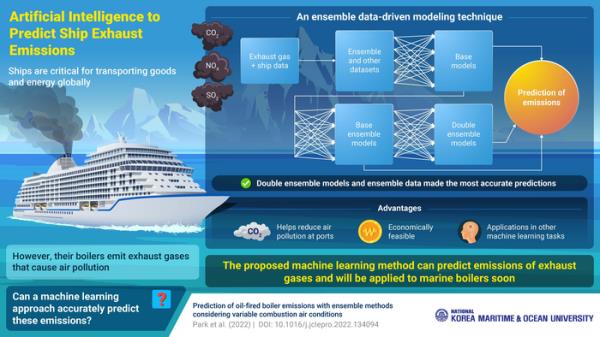 Artificial Intelligence to
Predict Ship Exhaust
Emissions
Ships are critical for transporting goods
and energy globally
CO₂
NOₓ
SOₓ
However, their boilers emit exhaust gases
that cause air pollution
Can a machine learning
approach accurately predict
these emissions?
?
An ensemble data-driven modeling technique
Exhaust gas
+ ship data
Ensemble
and other
datasets
Base
models
Prediction of
emissions
Base
ensemble
models
Double
ensemble
models
Double ensemble models and ensemble data made the most accurate predictions
Advantages
CO₂
Helps reduce air
pollution at ports
W
Economically
feasible
Applications in other
machine learning tasks
The proposed machine learning method can predict emissions of exhaust
gases and will be applied to marine boilers soon
Prediction of oil-fired boiler emissions with ensemble methods
considering variable combustion air conditions
Park et al. (2022) | DOI: 10.1016/j.jclepro.2022.134094
NATIONAL
KOREA MARITIME & OCEAN UNIVERSITY